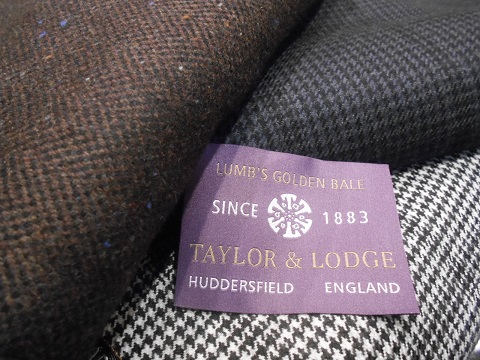 LUMB'S GOLDEN BALE
SINCE 1883
TAYLOR & LODGE
HUDDERSFIELD ENGLAND